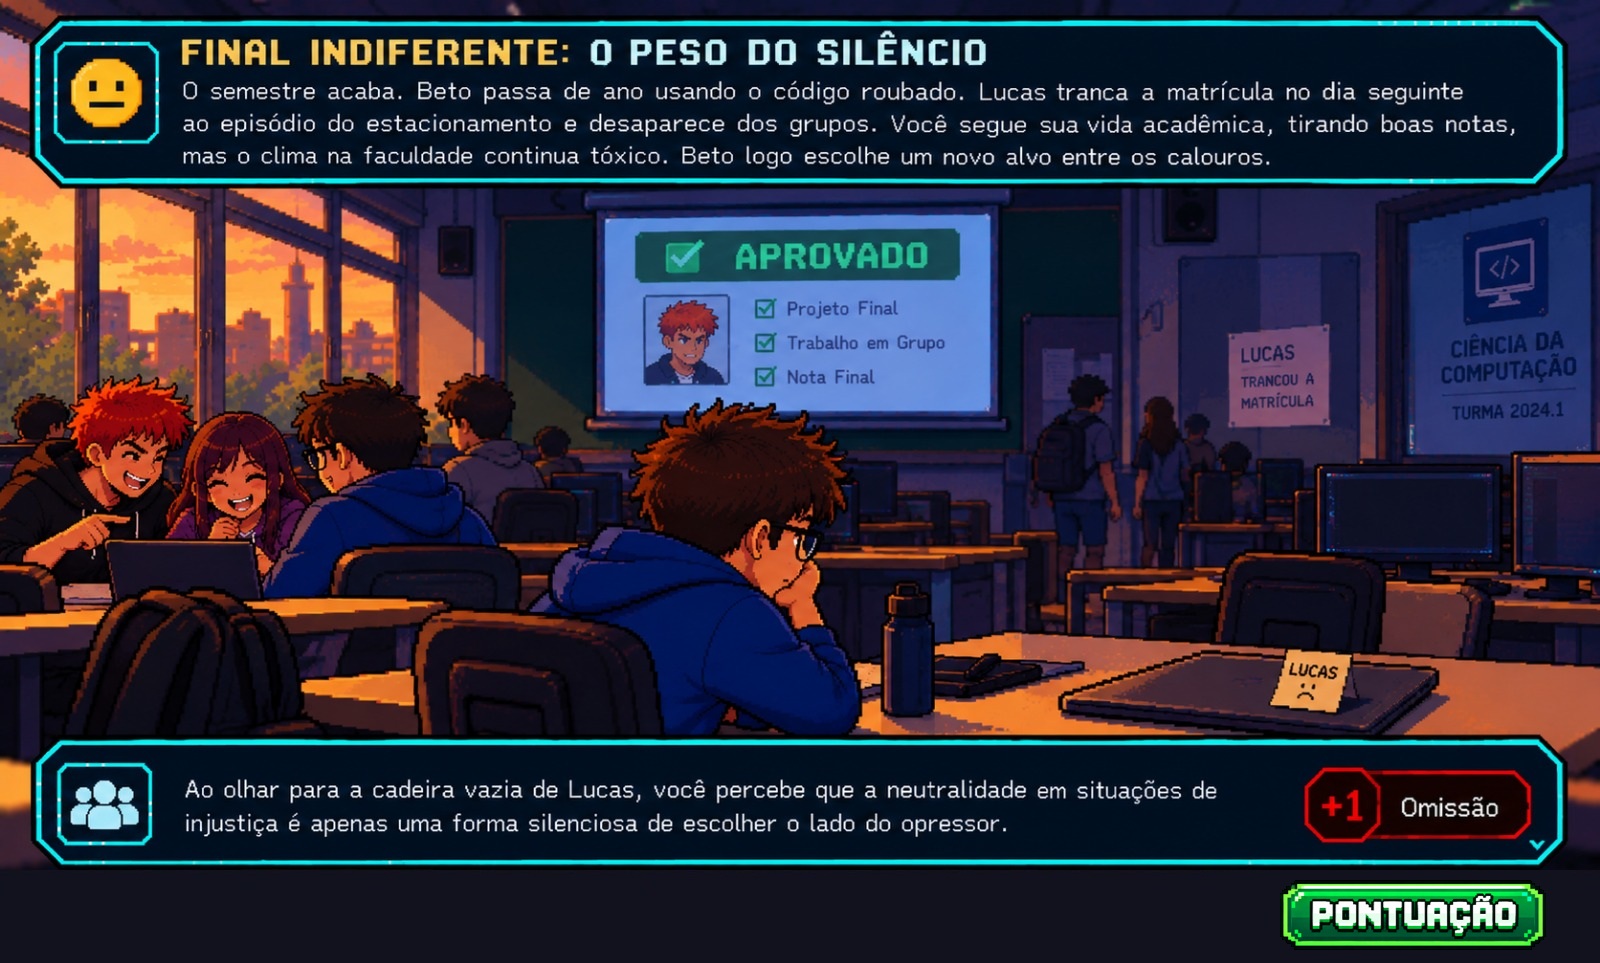 FINAL INDIFERENTE: O PESO DO SILÊNCIO
O semestre acaba. Beto passa de ano usando o código roubado. Lucas tranca a matrícula no dia seguinte
ao episódio do estacionamento e desaparece dos grupos. Você segue sua vida acadêmica, tirando boas notas,
mas o clima na faculdade continua tóxico. Beto logo escolhe um novo alvo entre os calouros.
APROVADO
Projeto Final
Trabalho em Grupo
Nota Final
LUCAS
TRANCOU A
MATRÍCULA
</>
CIÊNCIA DA
COMPUTAÇÃO
TURMA 2024.1
LUCAS
Ao olhar para a cadeira vazia de Lucas, você percebe que a neutralidade em situações de
injustiça é apenas uma forma silenciosa de escolher o lado do opressor.
+1 Omissão
PONTUAÇÃO